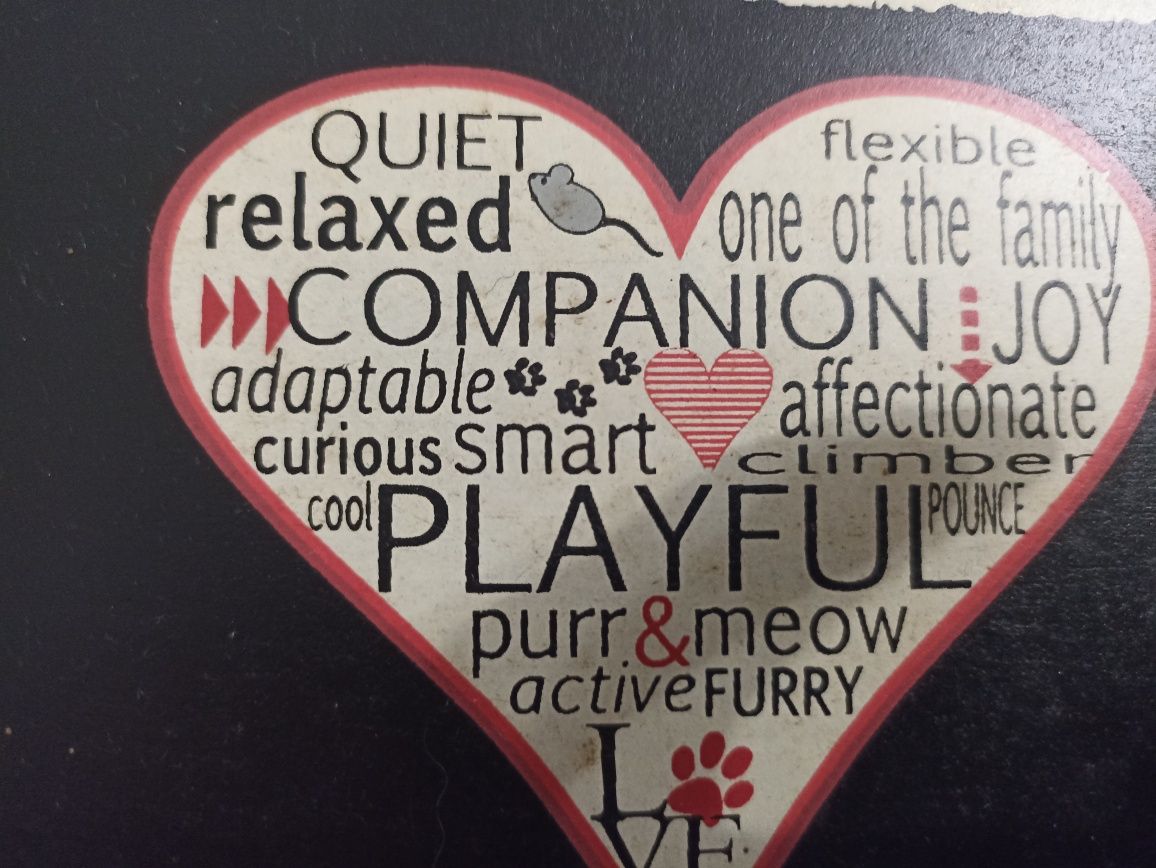 QUIET
flexible
relaxed
one of the family
COMPANION JOY
adaptable
affectionate
curious smart
climber
cool PLAYFUL POUNCE
purr & meow
active FURRY
L
VE